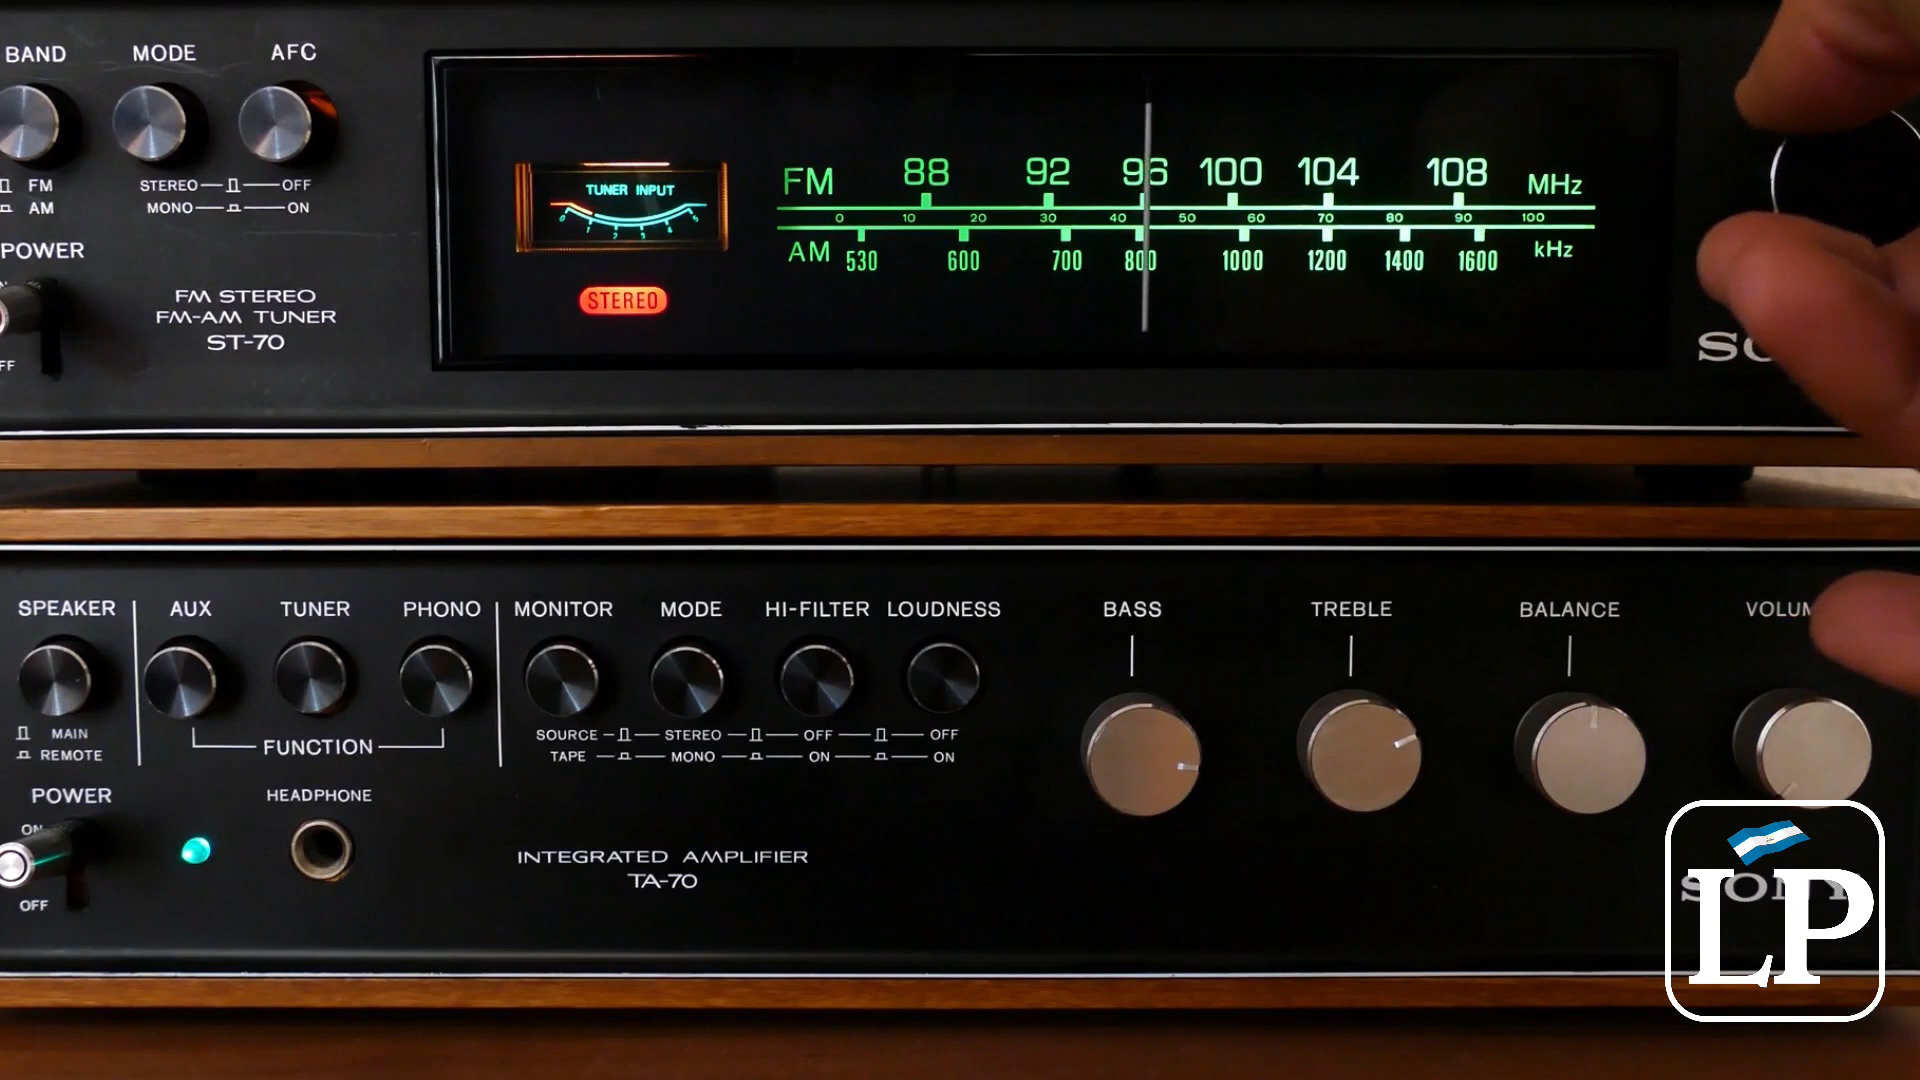 BAND MODE AFC
FM STEREO OFF
AM MONO ON
POWER
FM STEREO
FM-AM TUNER
ST-70
TUNER INPUT
STEREO
FM 88 92 96 100 104 108 MHz
0 10 20 30 40 50 60 70 80 90 100
AM 530 600 700 800 1000 1200 1400 1600 kHz
SPEAKER AUX TUNER PHONO MONITOR MODE HI-FILTER LOUDNESS BASS TREBLE BALANCE
MAIN SOURCE STEREO OFF OFF
REMOTE FUNCTION TAPE MONO ON ON
POWER HEADPHONE
ON
OFF
INTEGRATED AMPLIFIER
TA-70
SONY
LP